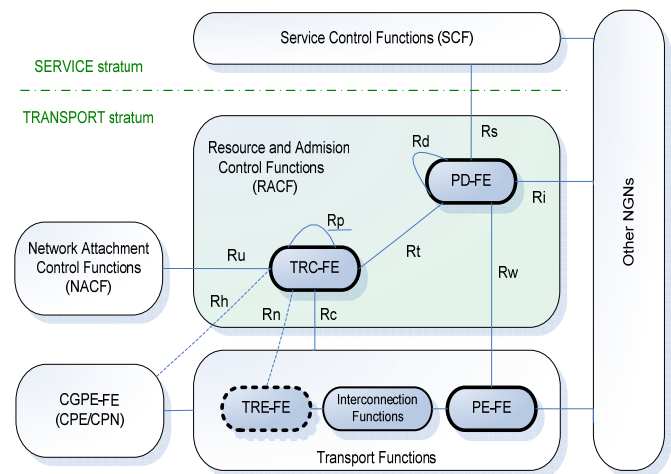 Service Control Functions (SCF)
SERVICE stratum
TRANSPORT stratum
Resource and Admision
Control Functions
(RACF)
Rd
Rs
PD-FE
Ri
Other NGNs
Rp
Rt
Rw
Network Attachment
Control Functions
(NACF)
Ru
TRC-FE
Rh
Rn
Rc
CGPE-FE
(CPE/CPN)
TRE-FE
Interconnection
Functions
PE-FE
Transport Functions